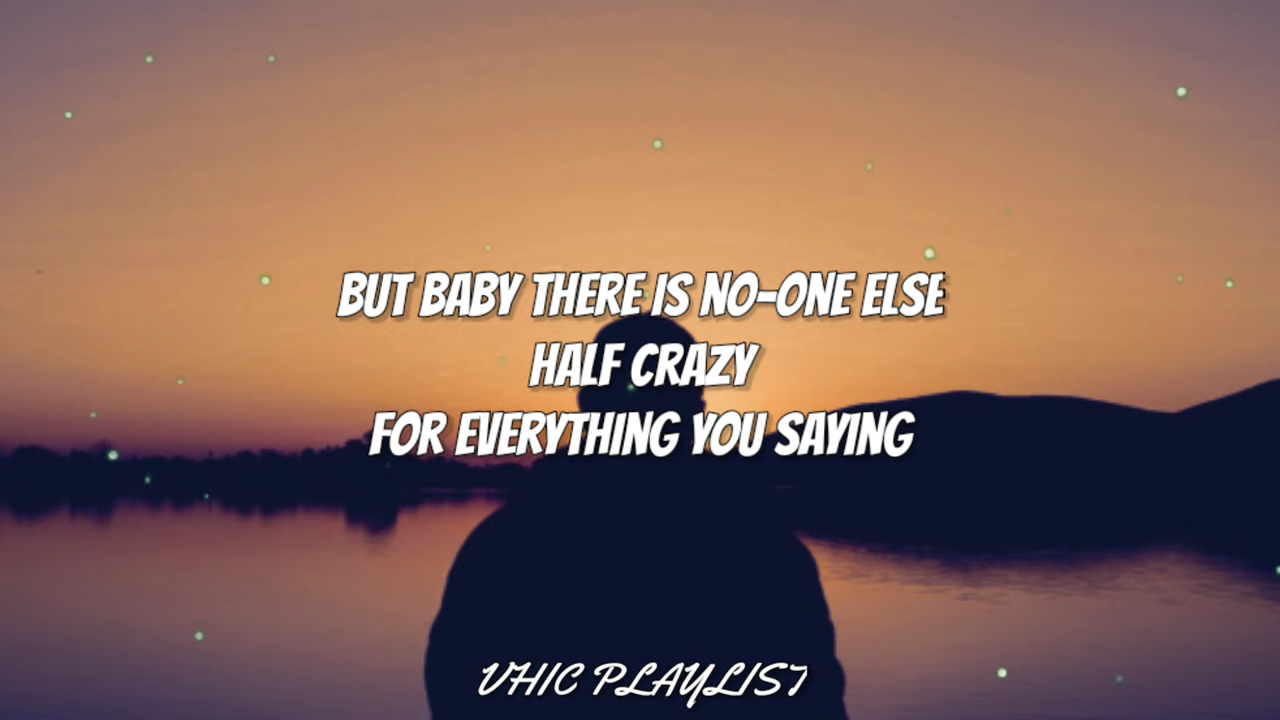 BUT BABY THERE IS NO-ONE ELSE
HALF CRAZY
FOR EVERYTHING YOU SAYING
VHIC PLAYLIST